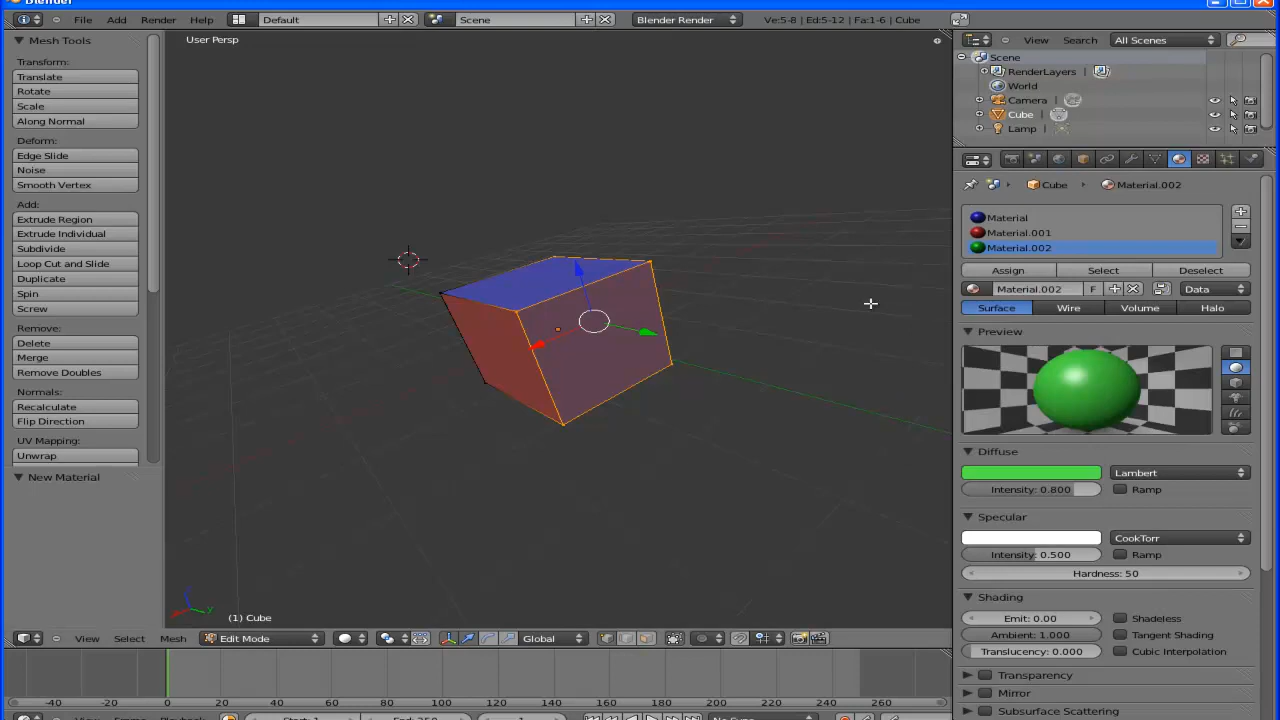 Blender
File Add Render Help Default Scene Blender Render Ve:5-8 | Ed:5-12 | Fa:1-6 | Cube
Mesh Tools
Transform:
Translate
Rotate
Scale
Along Normal
Deform:
Edge Slide
Noise
Smooth Vertex
Add:
Extrude Region
Extrude Individual
Subdivide
Loop Cut and Slide
Duplicate
Spin
Screw
Remove:
Delete
Merge
Remove Doubles
Normals:
Recalculate
Flip Direction
UV Mapping:
Unwrap
New Material
User Persp
(1) Cube
View Select Mesh Edit Mode Global
-40 -20 0 20 40 60 80 100 120 140 160 180 200 220 240 260
View Search All Scenes
Scene
RenderLayers |
World
Camera |
Cube |
Lamp |
Cube Material.002
Material
Material.001
Material.002
Assign Select Deselect
Material.002 F Data
Surface Wire Volume Halo
Preview
Diffuse
Lambert
Intensity: 0.800 Ramp
Specular
CookTorr
Intensity: 0.500 Ramp
Hardness: 50
Shading
Emit: 0.00 Shadeless
Ambient: 1.000 Tangent Shading
Translucency: 0.000 Cubic Interpolation
Transparency
Mirror
Subsurface Scattering